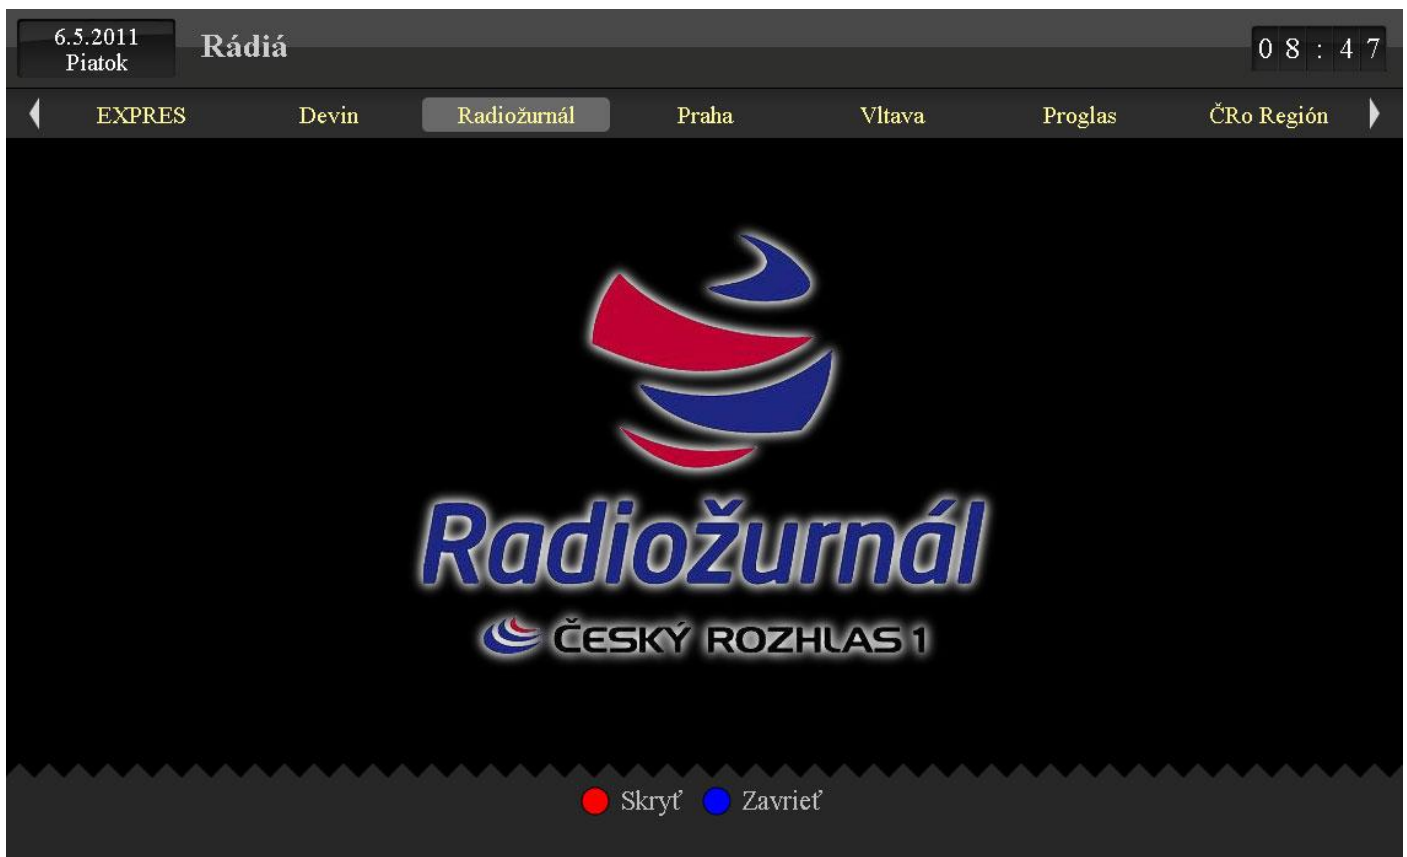 6.5.2011
Piatok
Rádiá
08:47
EXPRES Devin Radiožurnál Praha Vltava Proglas ČRo Región
Radiožurnál
ČESKÝ ROZHLAS 1
Skryť Zavrieť